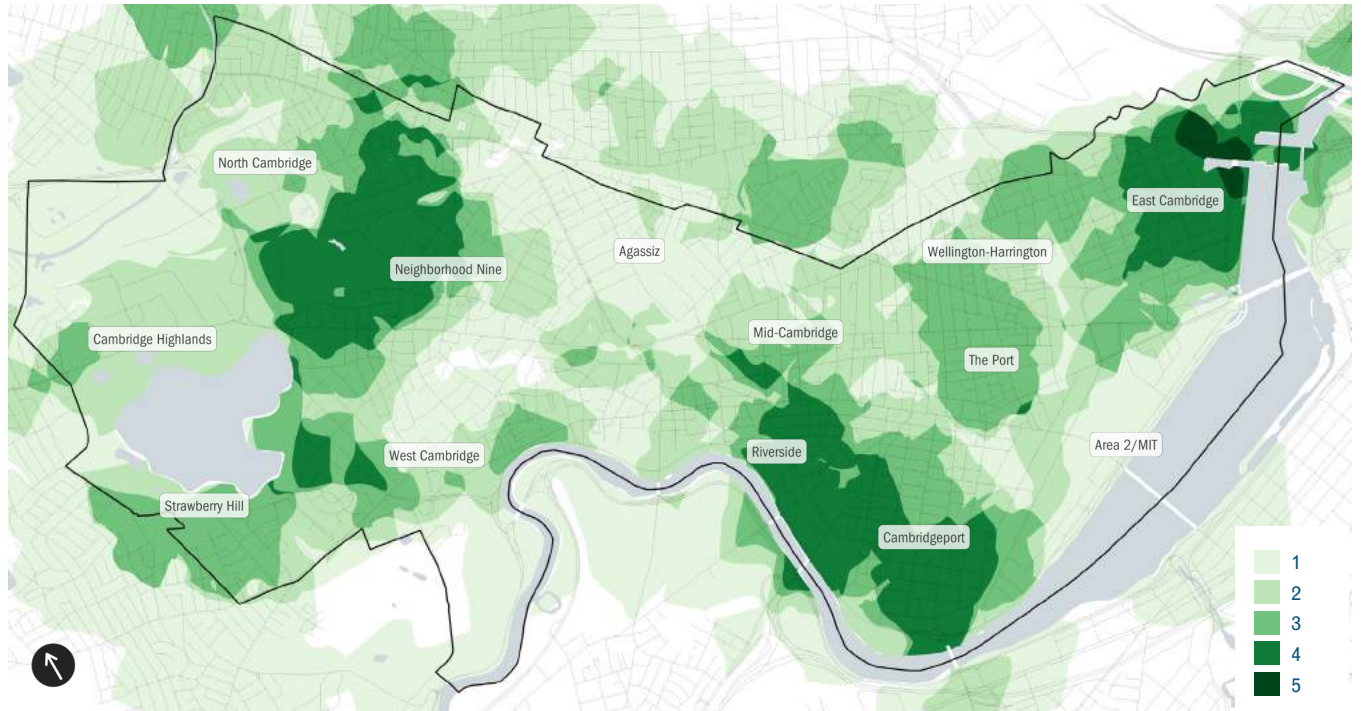 North Cambridge
East Cambridge
Agassiz
Wellington-Harrington
Neighborhood Nine
Mid-Cambridge
Cambridge Highlands
The Port
Area 2/MIT
Riverside
West Cambridge
Strawberry Hill
Cambridgeport
1
2
3
4
5